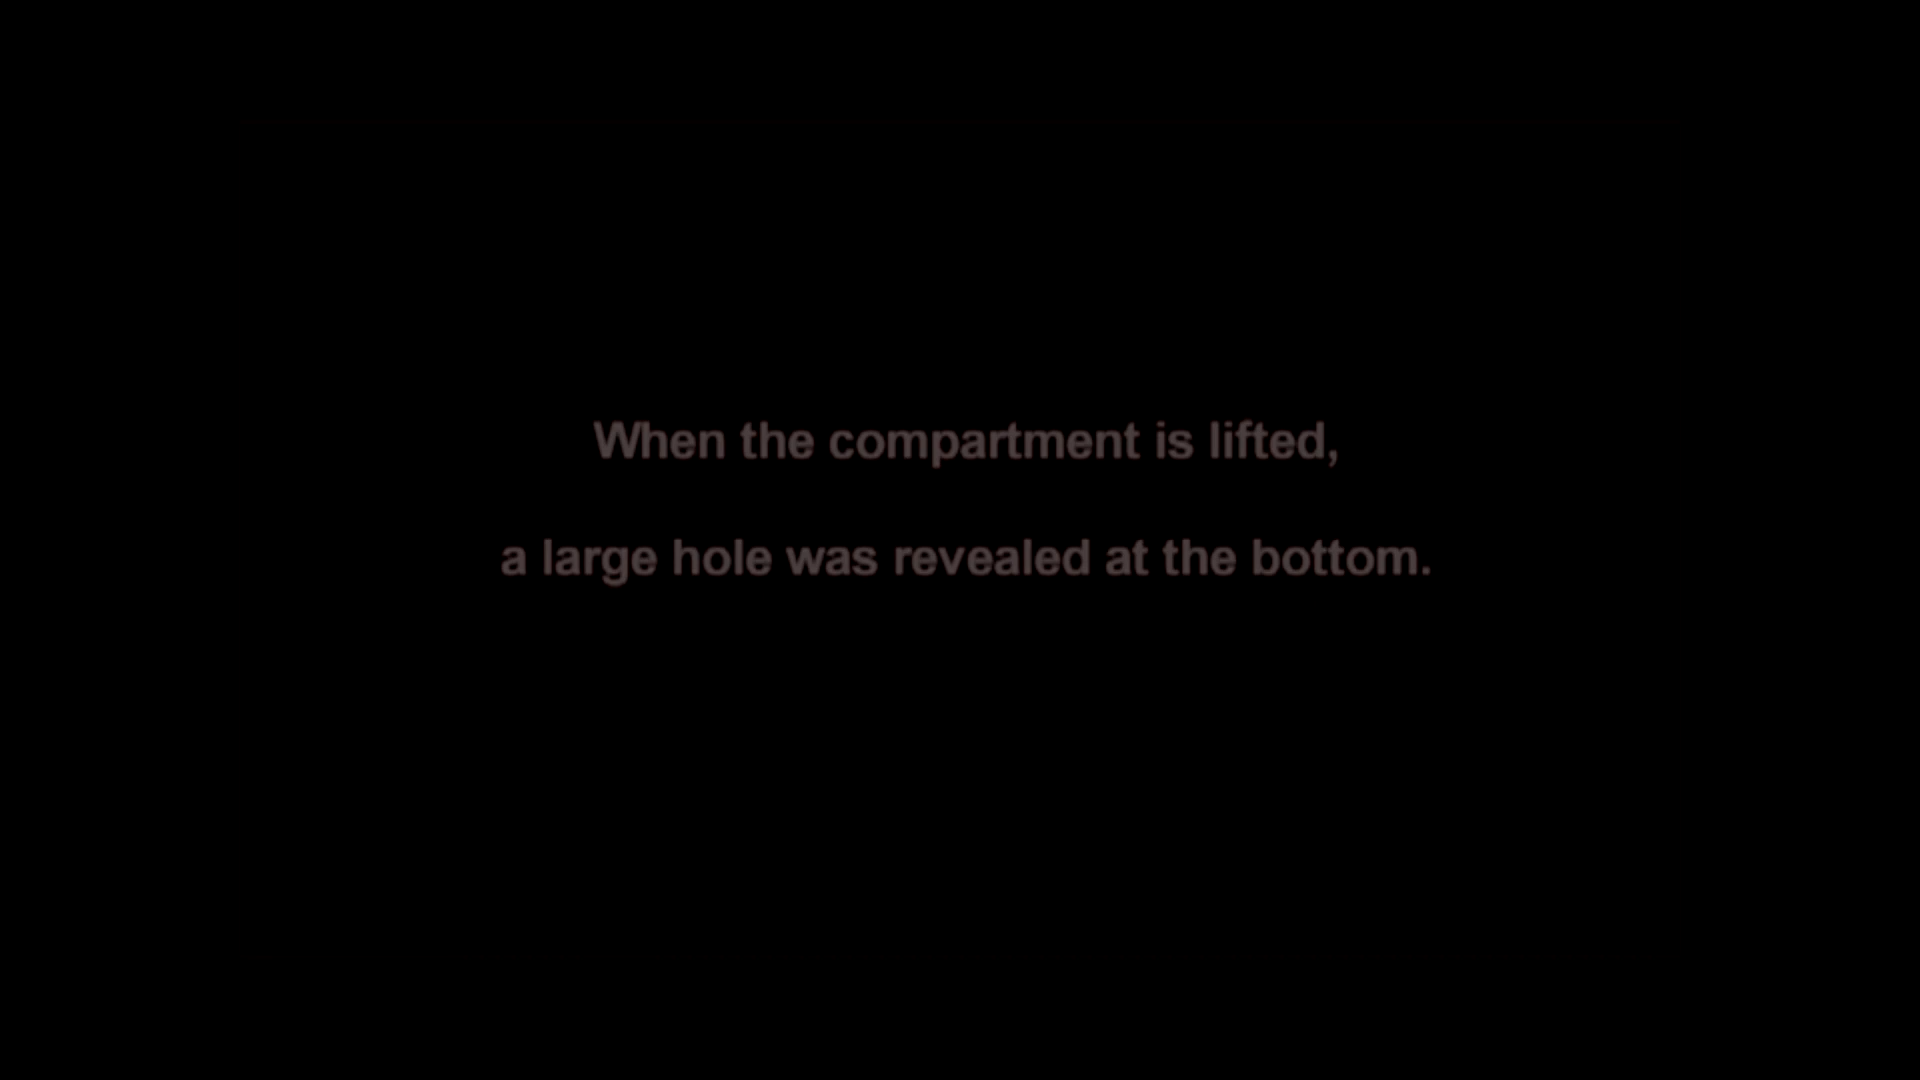 When the compartment is lifted,
a large hole was revealed at the bottom.